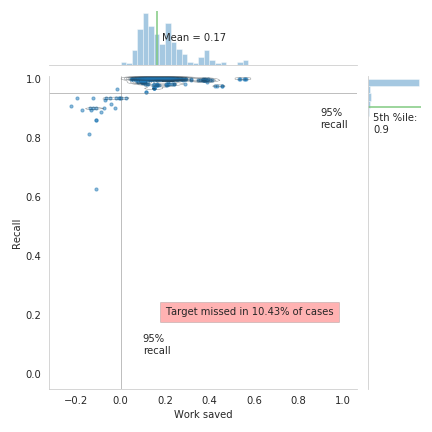 Mean = 0.17
1.0
95%
recall
5th %ile:
0.9
0.8
0.6
Recall
0.4
0.2
Target missed in 10.43% of cases
95%
recall
0.0
−0.2 0.0 0.2 0.4 0.6 0.8 1.0
Work saved